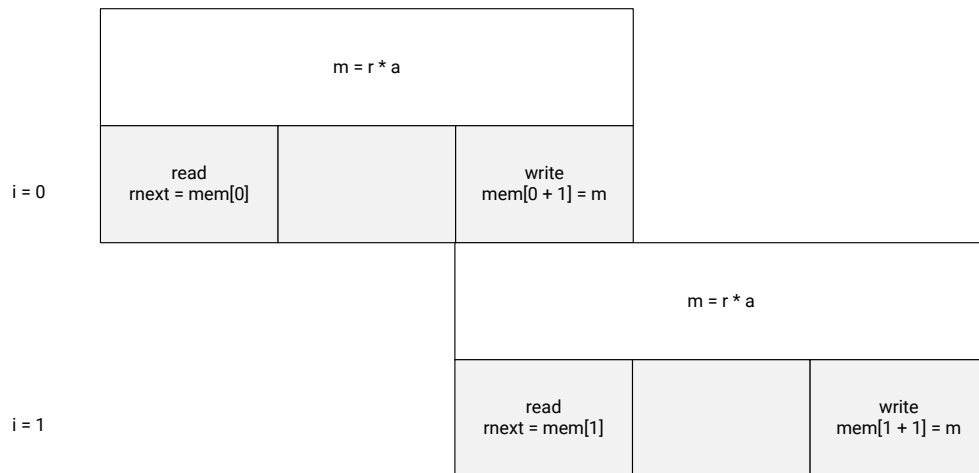 m = r * a
read
rnext = mem[0]
write
mem[0 + 1] = m
i = 0
m = r * a
read
rnext = mem[1]
write
mem[1 + 1] = m
i = 1